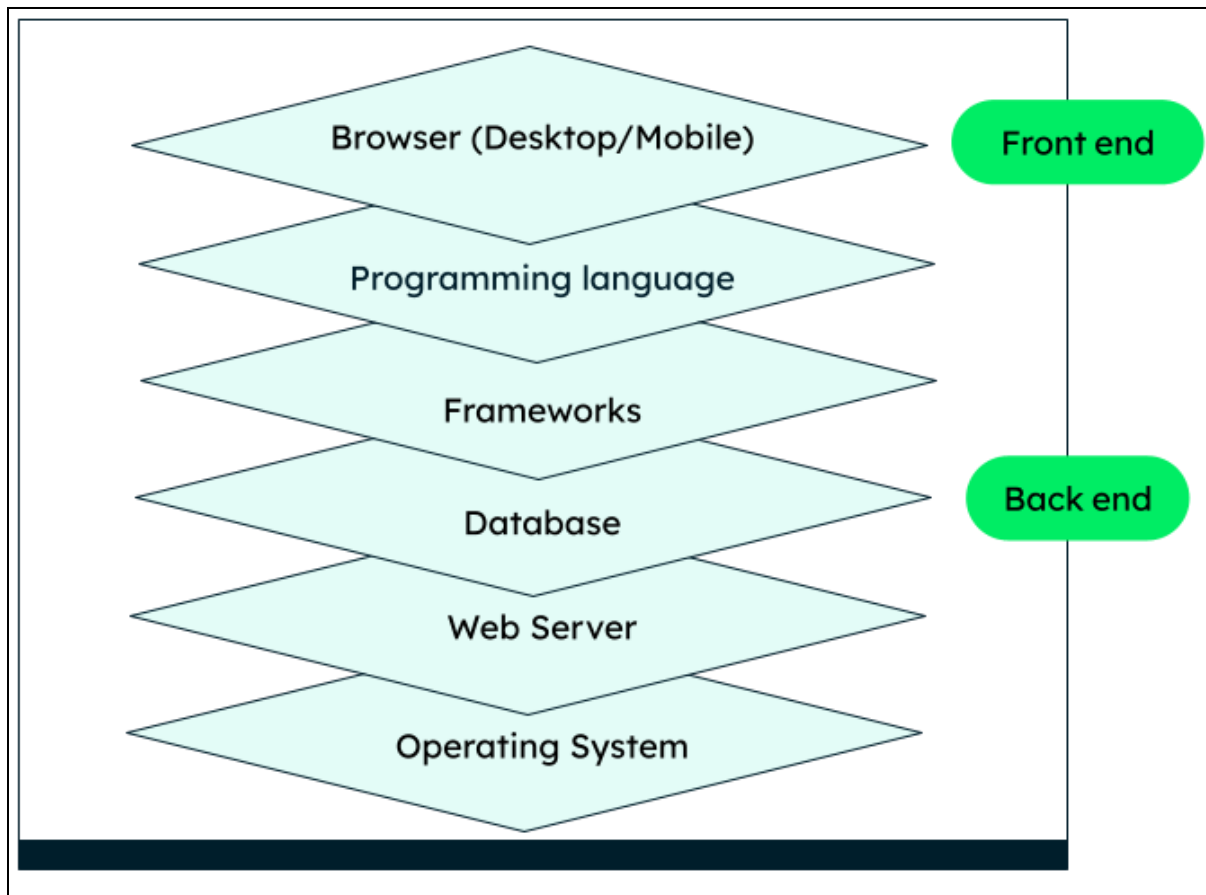 Browser (Desktop/Mobile)
Front end
Programming language
Frameworks
Database
Back end
Web Server
Operating System